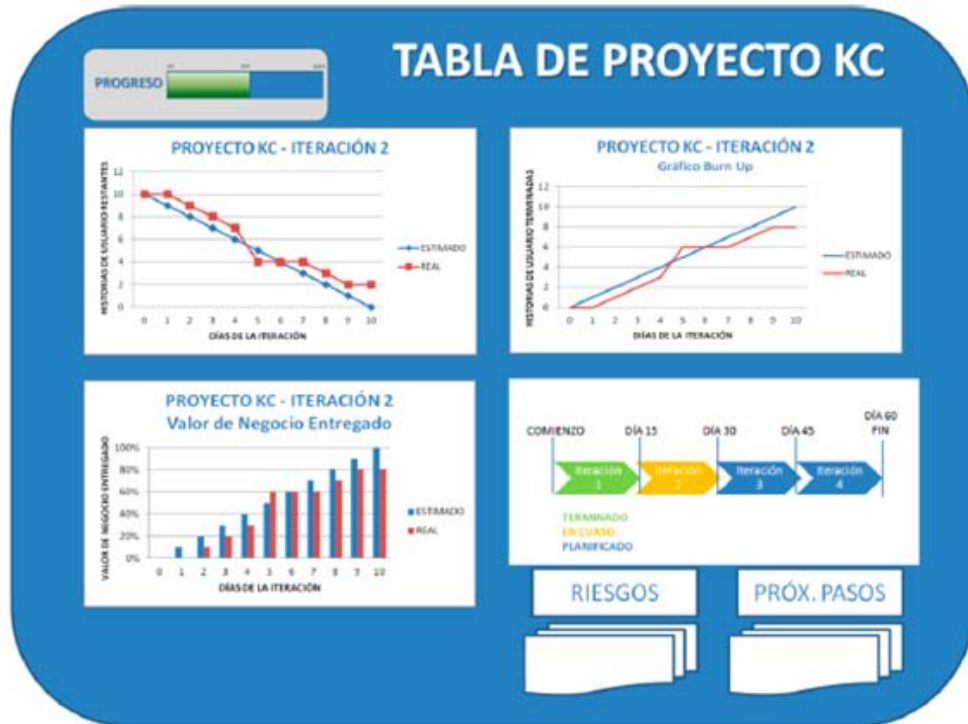 TABLA DE PROYECTO KC
PROGRESO
PROYECTO KC - ITERACIÓN 2
HISTORIAS DE USUARIO RESTANTES
12
10
8
6
4
2
0
0 1 2 3 4 5 6 7 8 9 10
DÍAS DE LA ITERACIÓN
ESTIMADO
REAL
PROYECTO KC - ITERACIÓN 2
Gráfico Burn Up
HISTORIAS DE USUARIO TERMINADAS
12
10
8
6
4
2
0
0 1 2 3 4 5 6 7 8 9 10
DÍAS DE LA ITERACIÓN
ESTIMADO
REAL
PROYECTO KC - ITERACIÓN 2
Valor de Negocio Entregado
VALOR DE NEGOCIO ENTREGADO
100%
80%
60%
40%
20%
0%
0 1 2 3 4 5 6 7 8 9 10
DÍAS DE LA ITERACIÓN
ESTIMADO
REAL
COMIENZO DÍA 15 DÍA 30 DÍA 45 DÍA 60
FIN
Iteración Iteración Iteración Iteración
1 2 3 4
TERMINADO
EN CURSO
PLANIFICADO
RIESGOS
PRÓX. PASOS